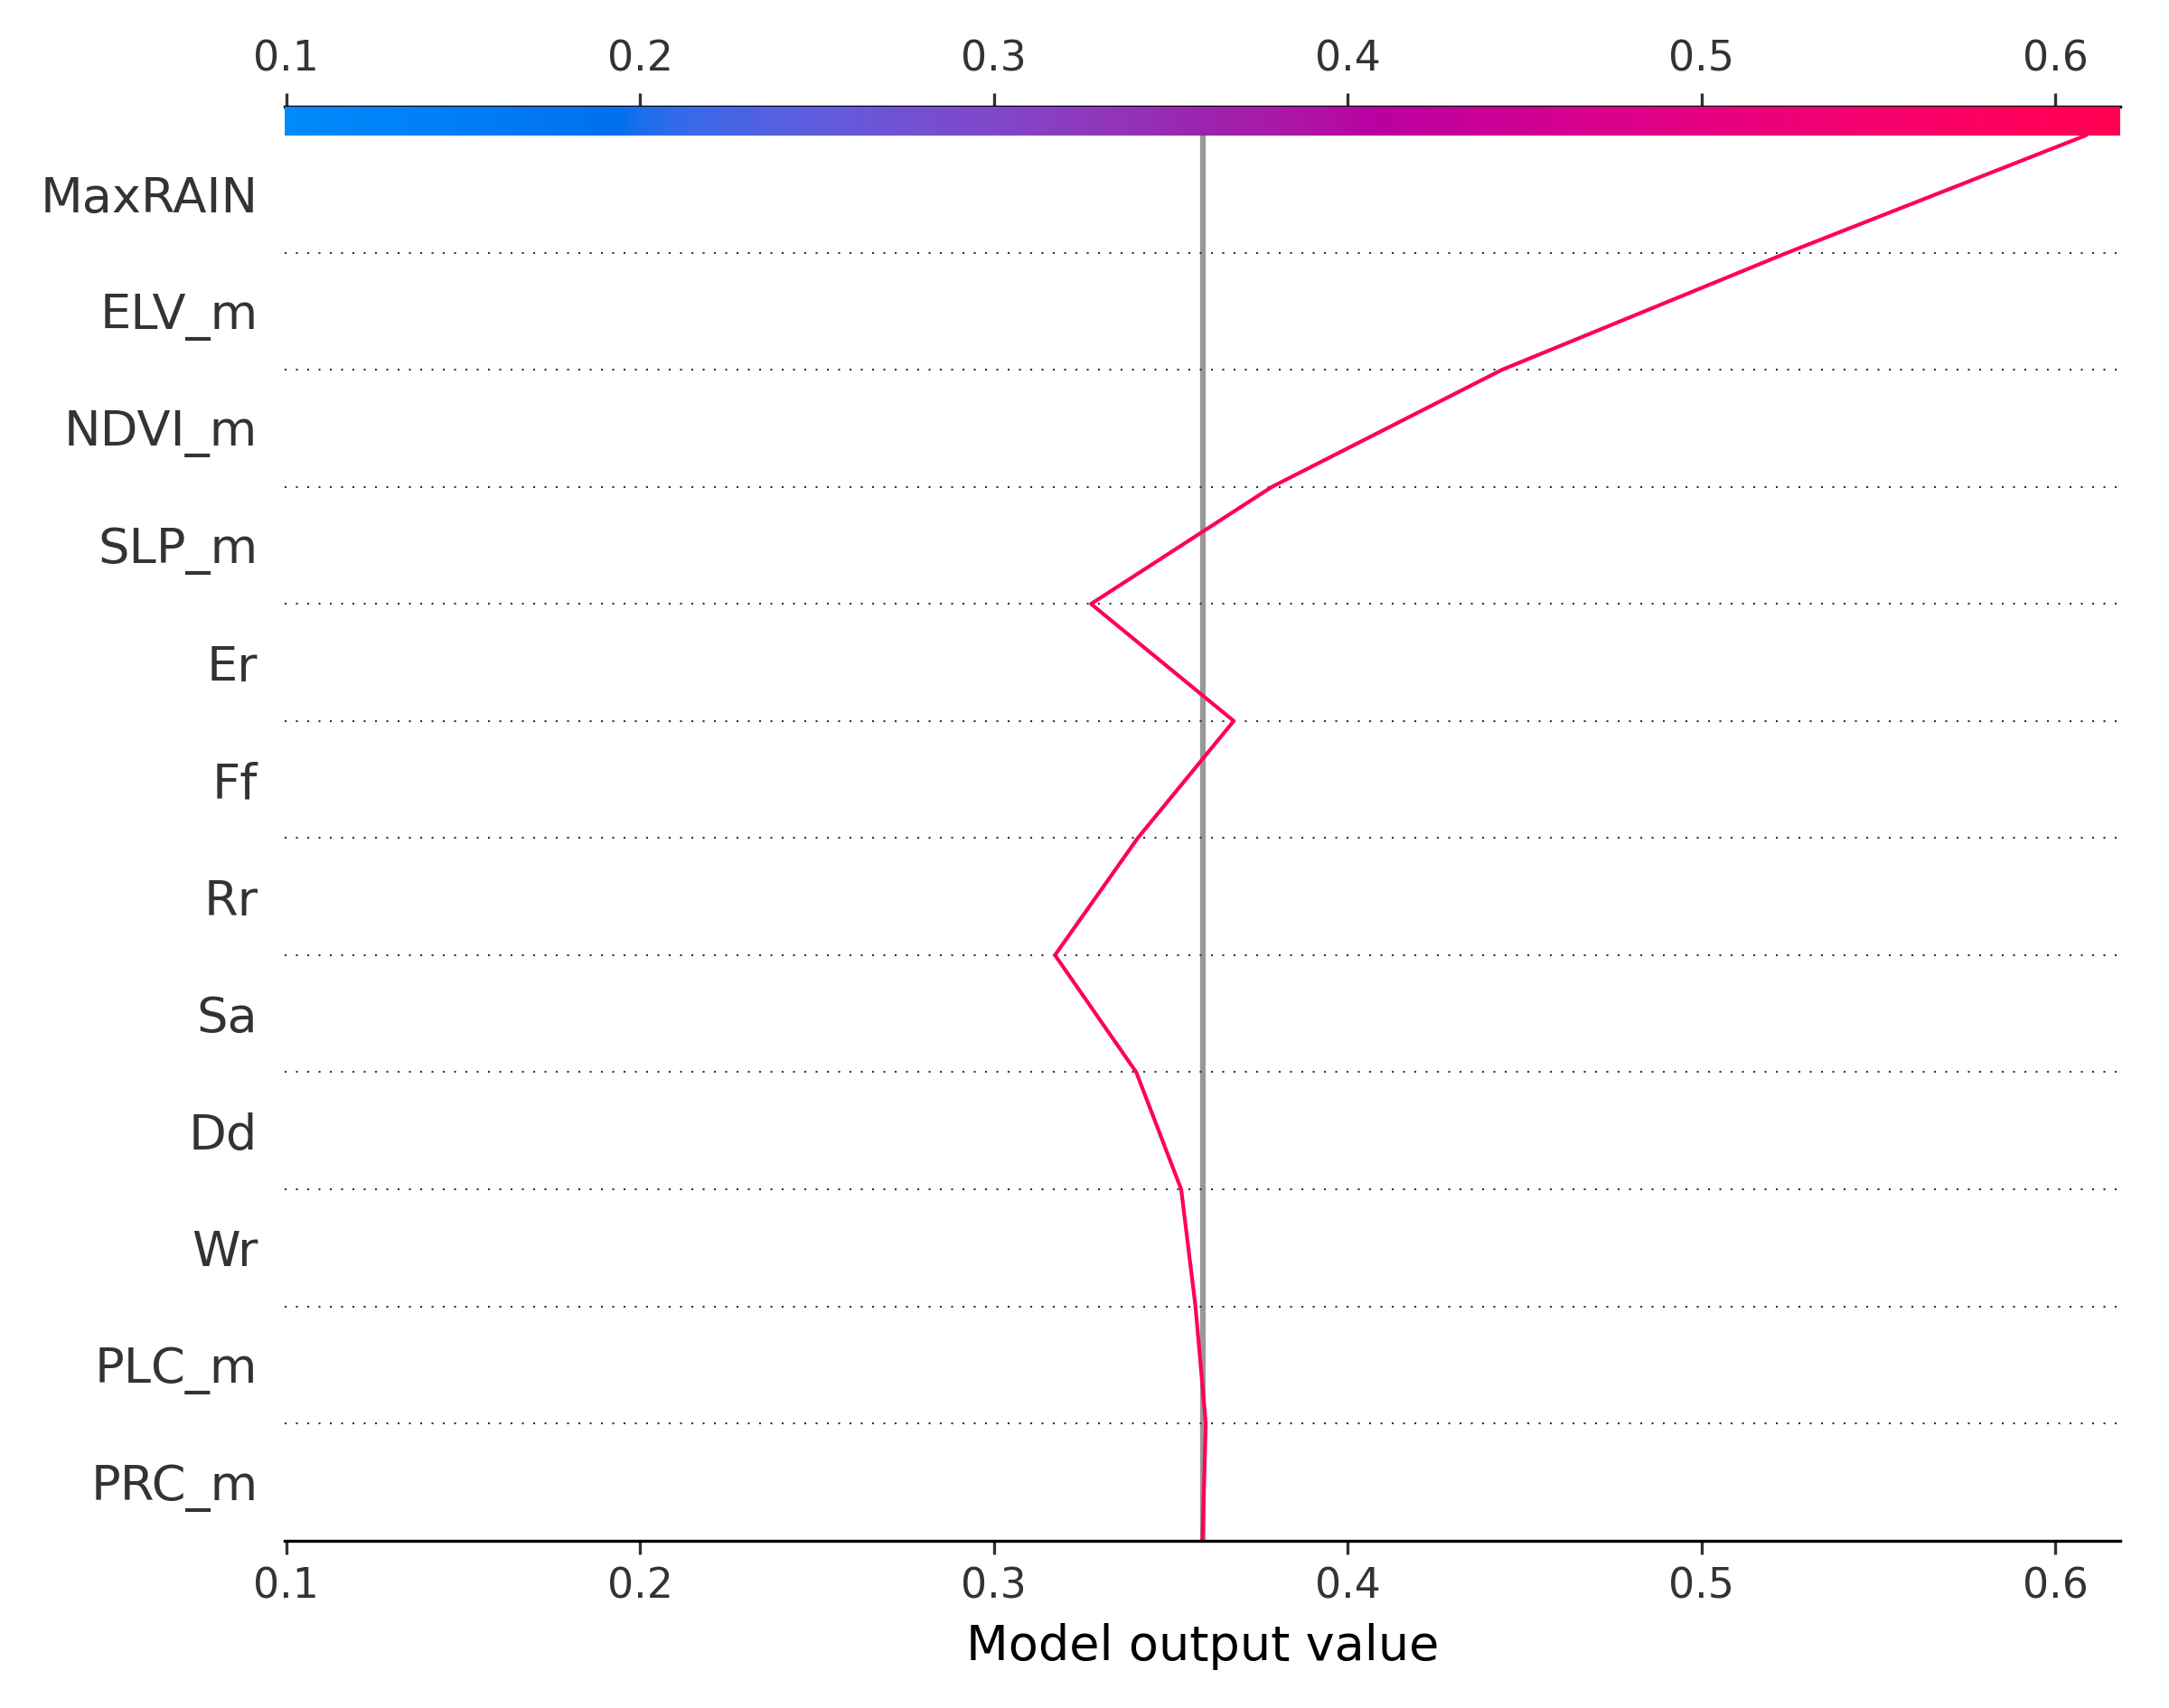 0.1 0.2 0.3 0.4 0.5 0.6
MaxRAIN
ELV_m
NDVI_m
SLP_m
Er
Ff
Rr
Sa
Dd
Wr
PLC_m
PRC_m
0.1 0.2 0.3 0.4 0.5 0.6
Model output value